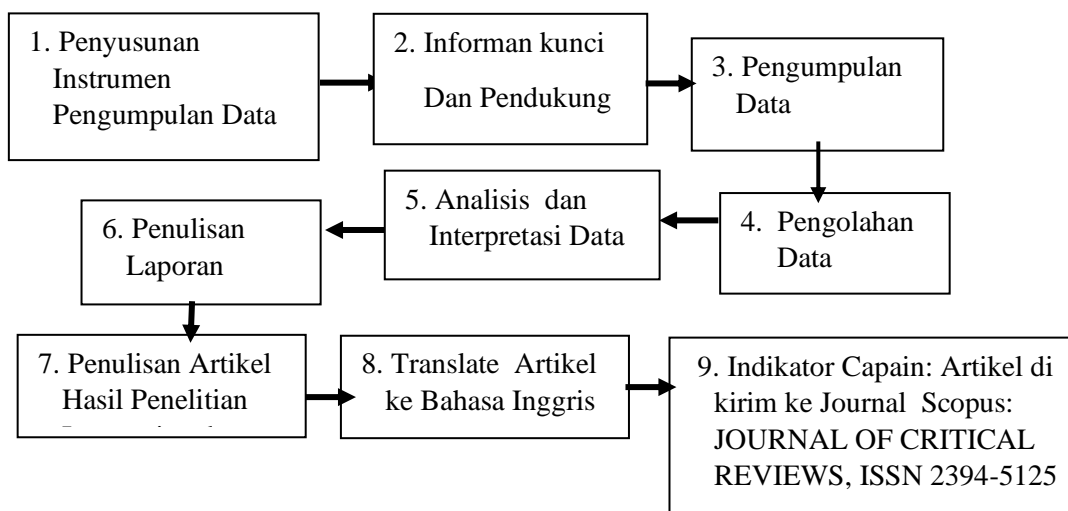 1. Penyusunan
Instrumen
Pengumpulan Data
2. Informan kunci
Dan Pendukung
3. Pengumpulan
Data
4. Pengolahan
Data
5. Analisis dan
Interpretasi Data
6. Penulisan
Laporan
7. Penulisan Artikel
Hasil Penelitian
8. Translate Artikel
ke Bahasa Inggris
9. Indikator Capain: Artikel di
kirim ke Journal Scopus:
JOURNAL OF CRITICAL
REVIEWS, ISSN 2394-5125